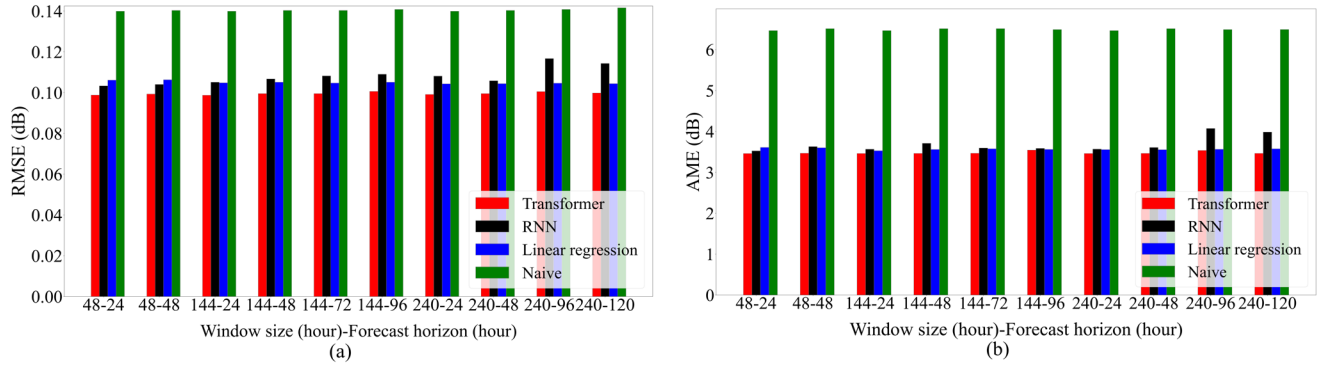 0.14
0.12
0.10
0.08
0.06
0.04
0.02
0.00
RMSE (dB)
Transformer
RNN
Linear regression
Naive
48-24 48-48 144-24 144-48 144-72 144-96 240-24 240-48 240-96 240-120
Window size (hour)-Forecast horizon (hour)
(a)
6
5
4
3
2
1
0
AME (dB)
Transformer
RNN
Linear regression
Naive
48-24 48-48 144-24 144-48 144-72 144-96 240-24 240-48 240-96 240-120
Window size (hour)-Forecast horizon (hour)
(b)